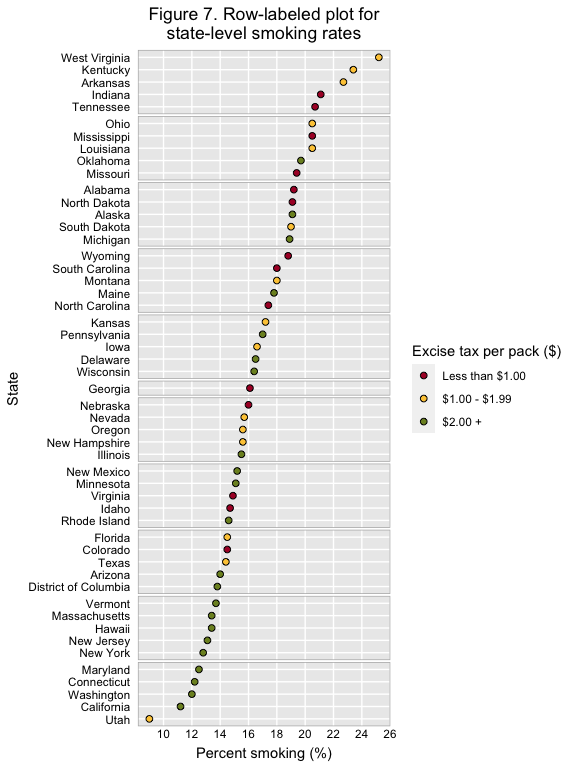 Figure 7. Row-labeled plot for
state-level smoking rates
West Virginia
Kentucky
Arkansas
Indiana
Tennessee
Ohio
Mississippi
Louisiana
Oklahoma
Missouri
Alabama
North Dakota
Alaska
South Dakota
Michigan
Wyoming
South Carolina
Montana
Maine
North Carolina
Kansas
Pennsylvania
Iowa
Delaware
Wisconsin
Georgia
Nebraska
Nevada
Oregon
New Hampshire
Illinois
New Mexico
Minnesota
Virginia
Idaho
Rhode Island
Florida
Colorado
Texas
Arizona
District of Columbia
Vermont
Massachusetts
Hawaii
New Jersey
New York
Maryland
Connecticut
Washington
California
Utah
State
10 12 14 16 18 20 22 24 26
Percent smoking (%)
Excise tax per pack ($)
Less than $1.00
$1.00 - $1.99
$2.00 +